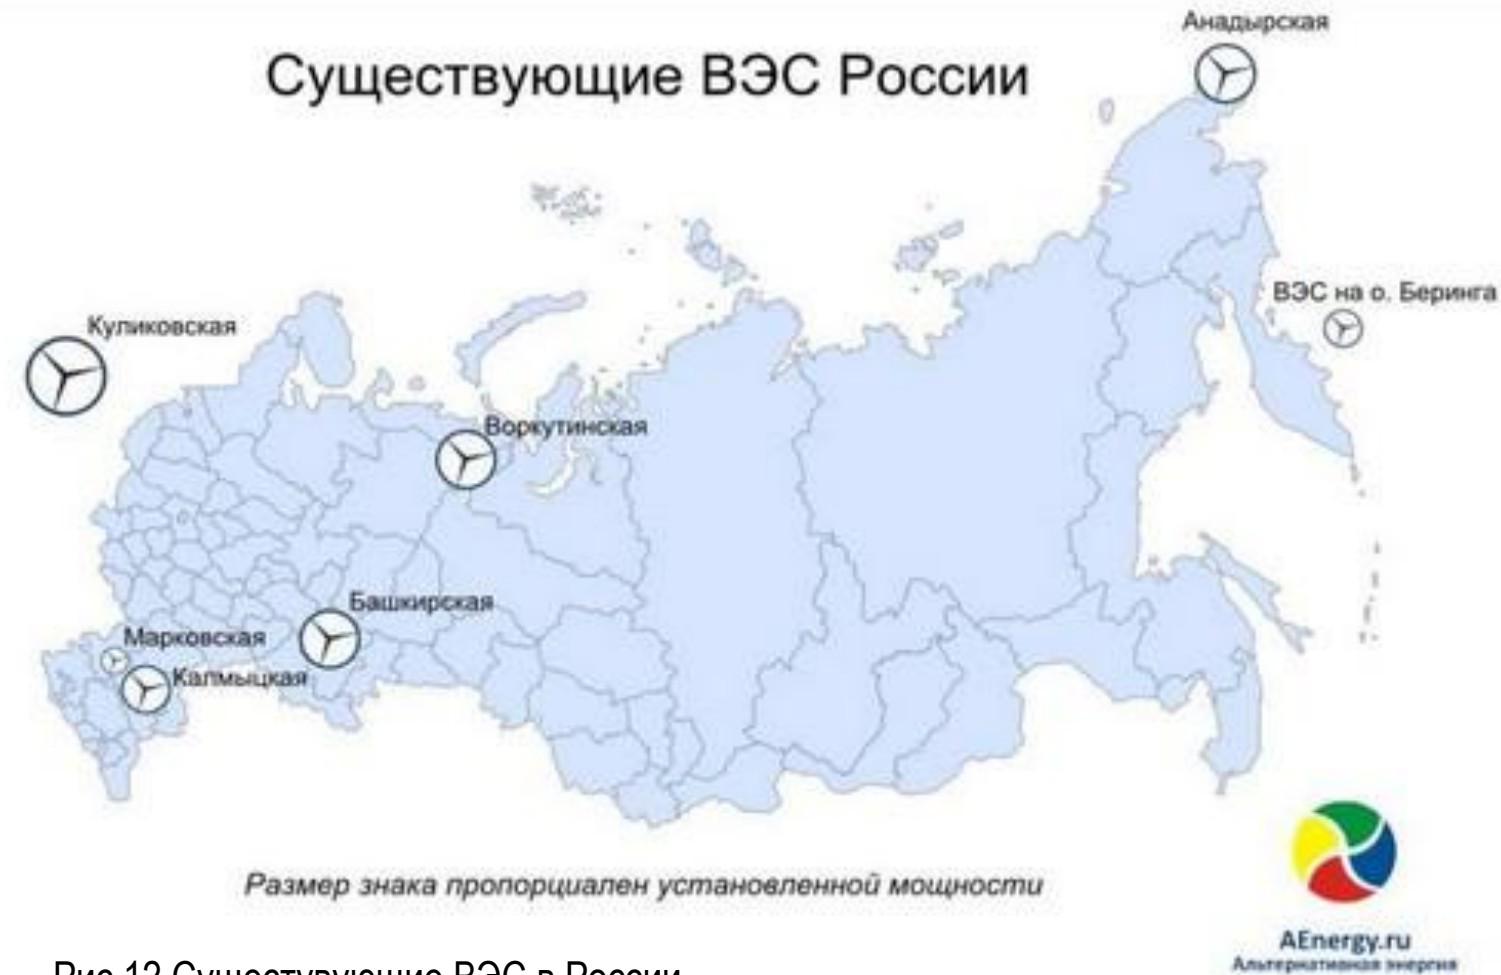 Анадырская
Существующие ВЭС России
ВЭС на о. Беринга
Куликовская
Воркутинская
Башкирская
Марковская
Калмыцкая
Размер знака пропорциален установленной мощности
AEnergy.ru
Альтернативная энергия
Рис.12 Сущестувующие ВЭС в России